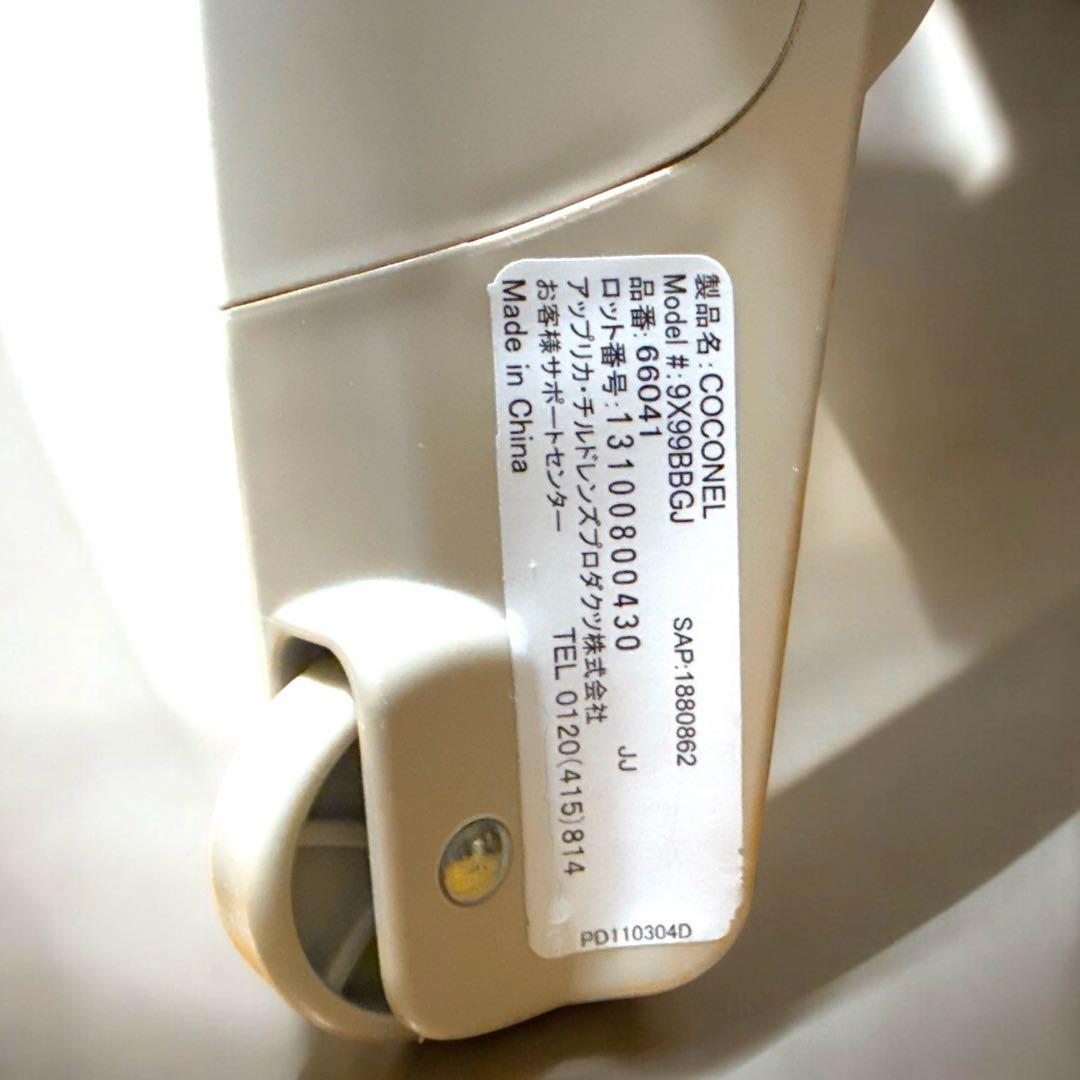 製品名:COCONEL
Model #:9X99BBGJ SAP:1880862
品番:66041
ロット番号:13100800430 JJ
アップリカ・チルドレンズプロダクツ株式会社
お客様サポートセンター TEL 0120(415)814
Made in China
PD110304D